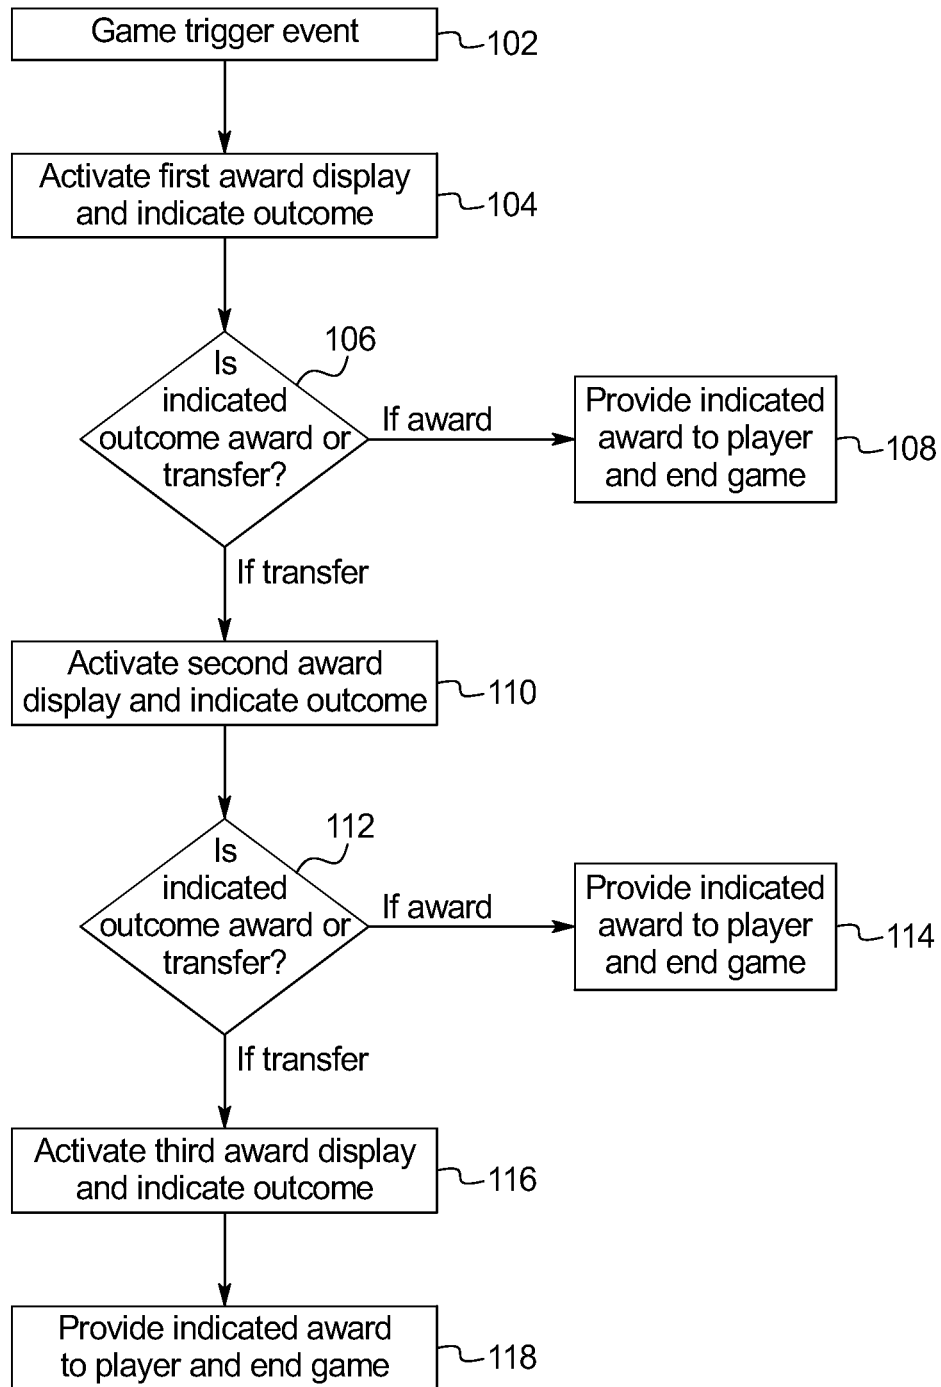 Game trigger event
102
Activate first award display
and indicate outcome
104
106
Is
indicated
outcome award or
transfer?
If award
Provide indicated
award to player
and end game
108
If transfer
Activate second award
display and indicate outcome
110
112
Is
indicated
outcome award or
transfer?
If award
Provide indicated
award to player
and end game
114
If transfer
Activate third award display
and indicate outcome
116
Provide indicated award
to player and end game
118